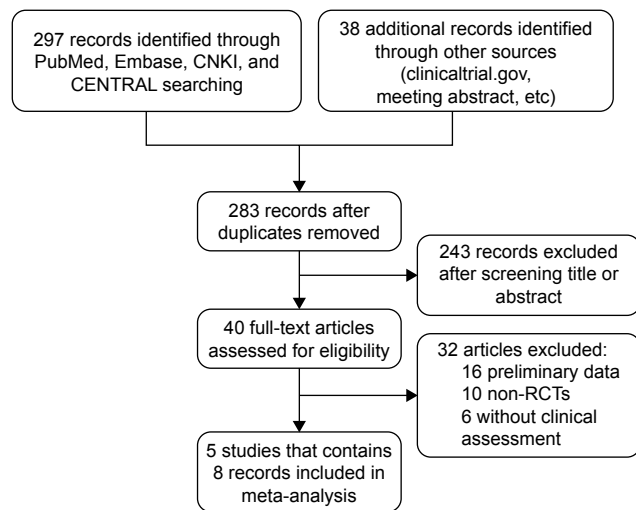 297 records identified through
PubMed, Embase, CNKI, and
CENTRAL searching
38 additional records identified
through other sources
(clinicaltrial.gov,
meeting abstract, etc)
283 records after
duplicates removed
243 records excluded
after screening title or
abstract
40 full-text articles
assessed for eligibility
32 articles excluded:
16 preliminary data
10 non-RCTs
6 without clinical
assessment
5 studies that contains
8 records included in
meta-analysis